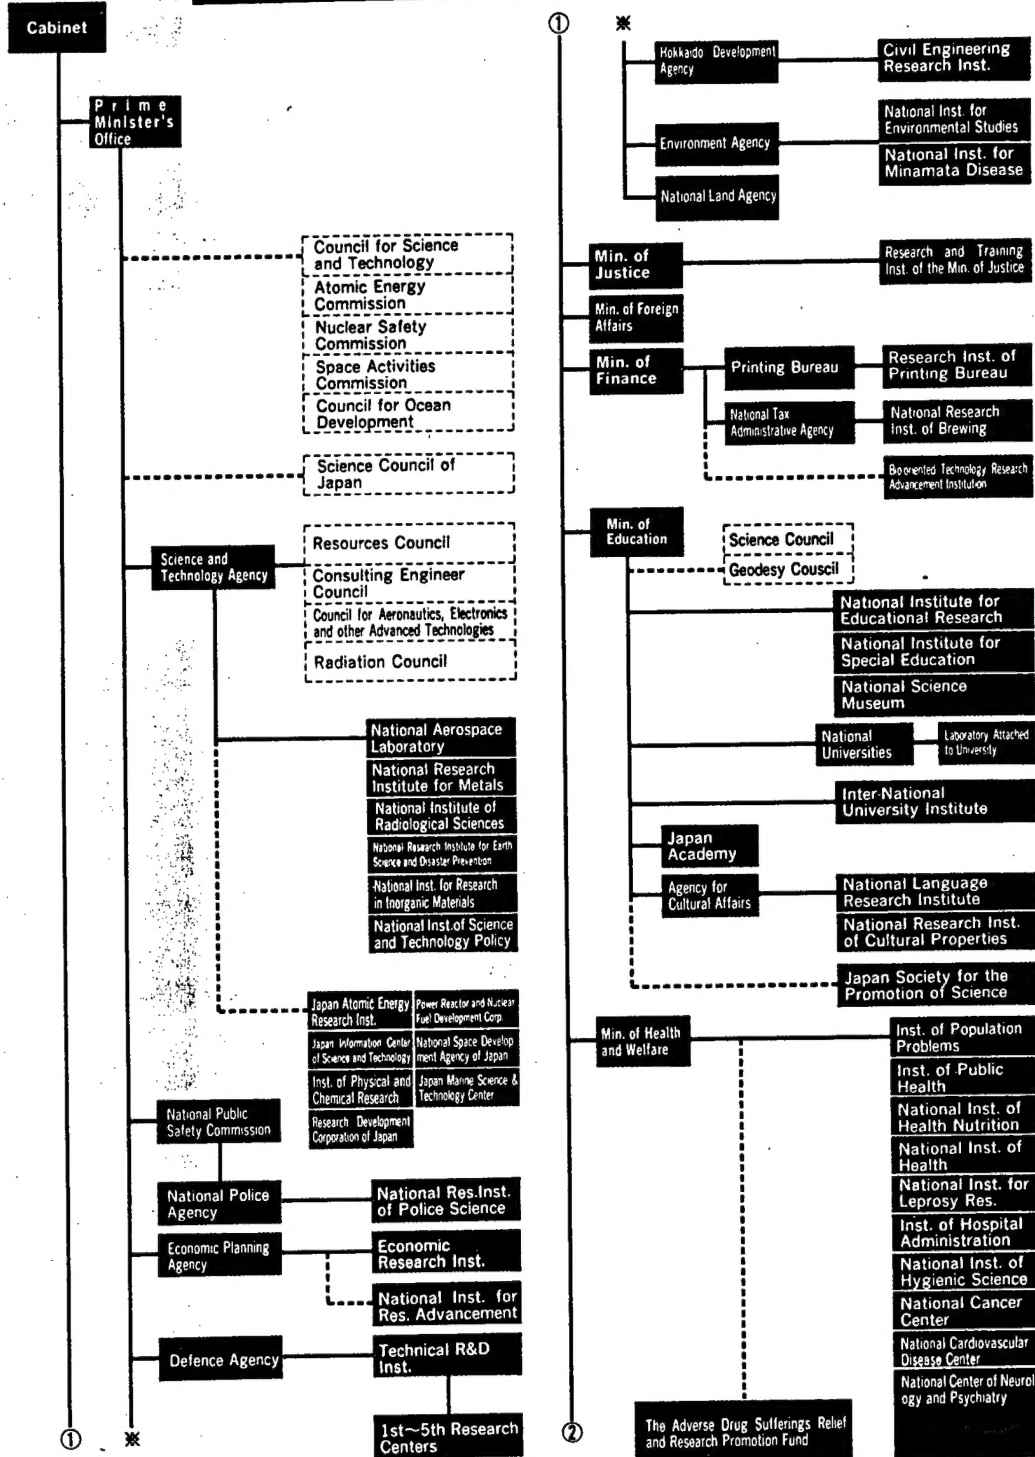 Cabinet
Prime
Minister's
Office
Council for Science
and Technology
Atomic Energy
Commission
Nuclear Safety
Commission
Space Activities
Commission
Council for Ocean
Development
Science Council of
Japan
Science and
Technology Agency
Resources Council
Consulting Engineer
Council
Council for Aeronautics, Electronics
and other Advanced Technologies
Radiation Council
National Aerospace
Laboratory
National Research
Institute for Metals
National Institute of
Radiological Sciences
National Research Institute for Earth
Science and Disaster Prevention
National Inst. for Research
in Inorganic Materials
National Inst.of Science
and Technology Policy
Japan Atomic Energy
Research Inst.
Power Reactor and Nuclear
Fuel Development Corp.
Japan Information Center
of Science and Technology
National Space Develop
ment Agency of Japan
Inst. of Physical and
Chemical Research
Japan Marine Science &
Technology Center
Research Development
Corporation of Japan
National Public
Safety Commission
National Police
Agency
National Res.Inst.
of Police Science
Economic Planning
Agency
Economic
Research Inst.
National Inst. for
Res. Advancement
Defence Agency
Technical R&D
Inst.
1st~5th Research
Centers
① ※
① ※
Hokkaido Development
Agency
Civil Engineering
Research Inst.
Environment Agency
National Inst. for
Environmental Studies
National Inst. for
Minamata Disease
National Land Agency
Min. of
Justice
Research and Training
Inst. of the Min. of Justice
Min. of Foreign
Affairs
Min. of
Finance
Printing Bureau
Research Inst. of
Printing Bureau
National Tax
Administrative Agency
National Research
Inst. of Brewing
Bio-oriented Technology Research
Advancement Institution
Min. of
Education
Science Council
Geodesy Couscil
National Institute for
Educational Research
National Institute for
Special Education
National Science
Museum
National
Universities
Laboratory Attached
to University
Inter-National
University Institute
Japan
Academy
Agency for
Cultural Affairs
National Language
Research Institute
National Research Inst.
of Cultural Properties
Japan Society for the
Promotion of Science
Min. of Health
and Welfare
Inst. of Population
Problems
Inst. of Public
Health
National Inst. of
Health Nutrition
National Inst. of
Health
National Inst. for
Leprosy Res.
Inst. of Hospital
Administration
National Inst. of
Hygienic Science
National Cancer
Center
National Cardiovascular
Disease Center
National Center of Neurol
ogy and Psychiatry
The Adverse Drug Sufferings Relief
and Research Promotion Fund
②